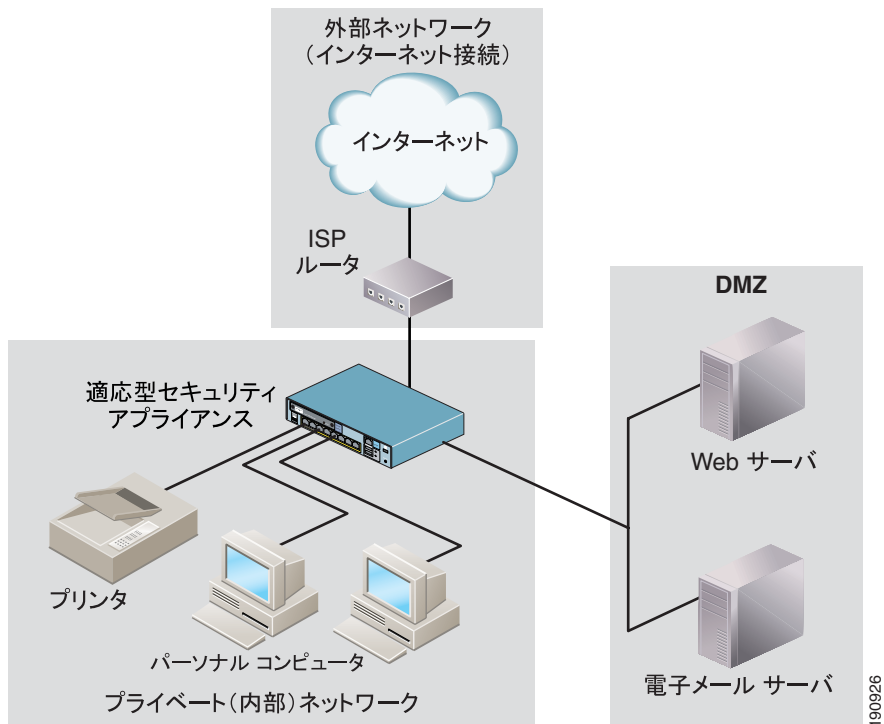 外部ネットワーク
（インターネット接続）
インターネット
ISP
ルータ
DMZ
適応型セキュリティ
アプライアンス
Web サーバ
プリンタ
パーソナル コンピュータ
電子メール サーバ
プライベート（内部）ネットワーク
190926